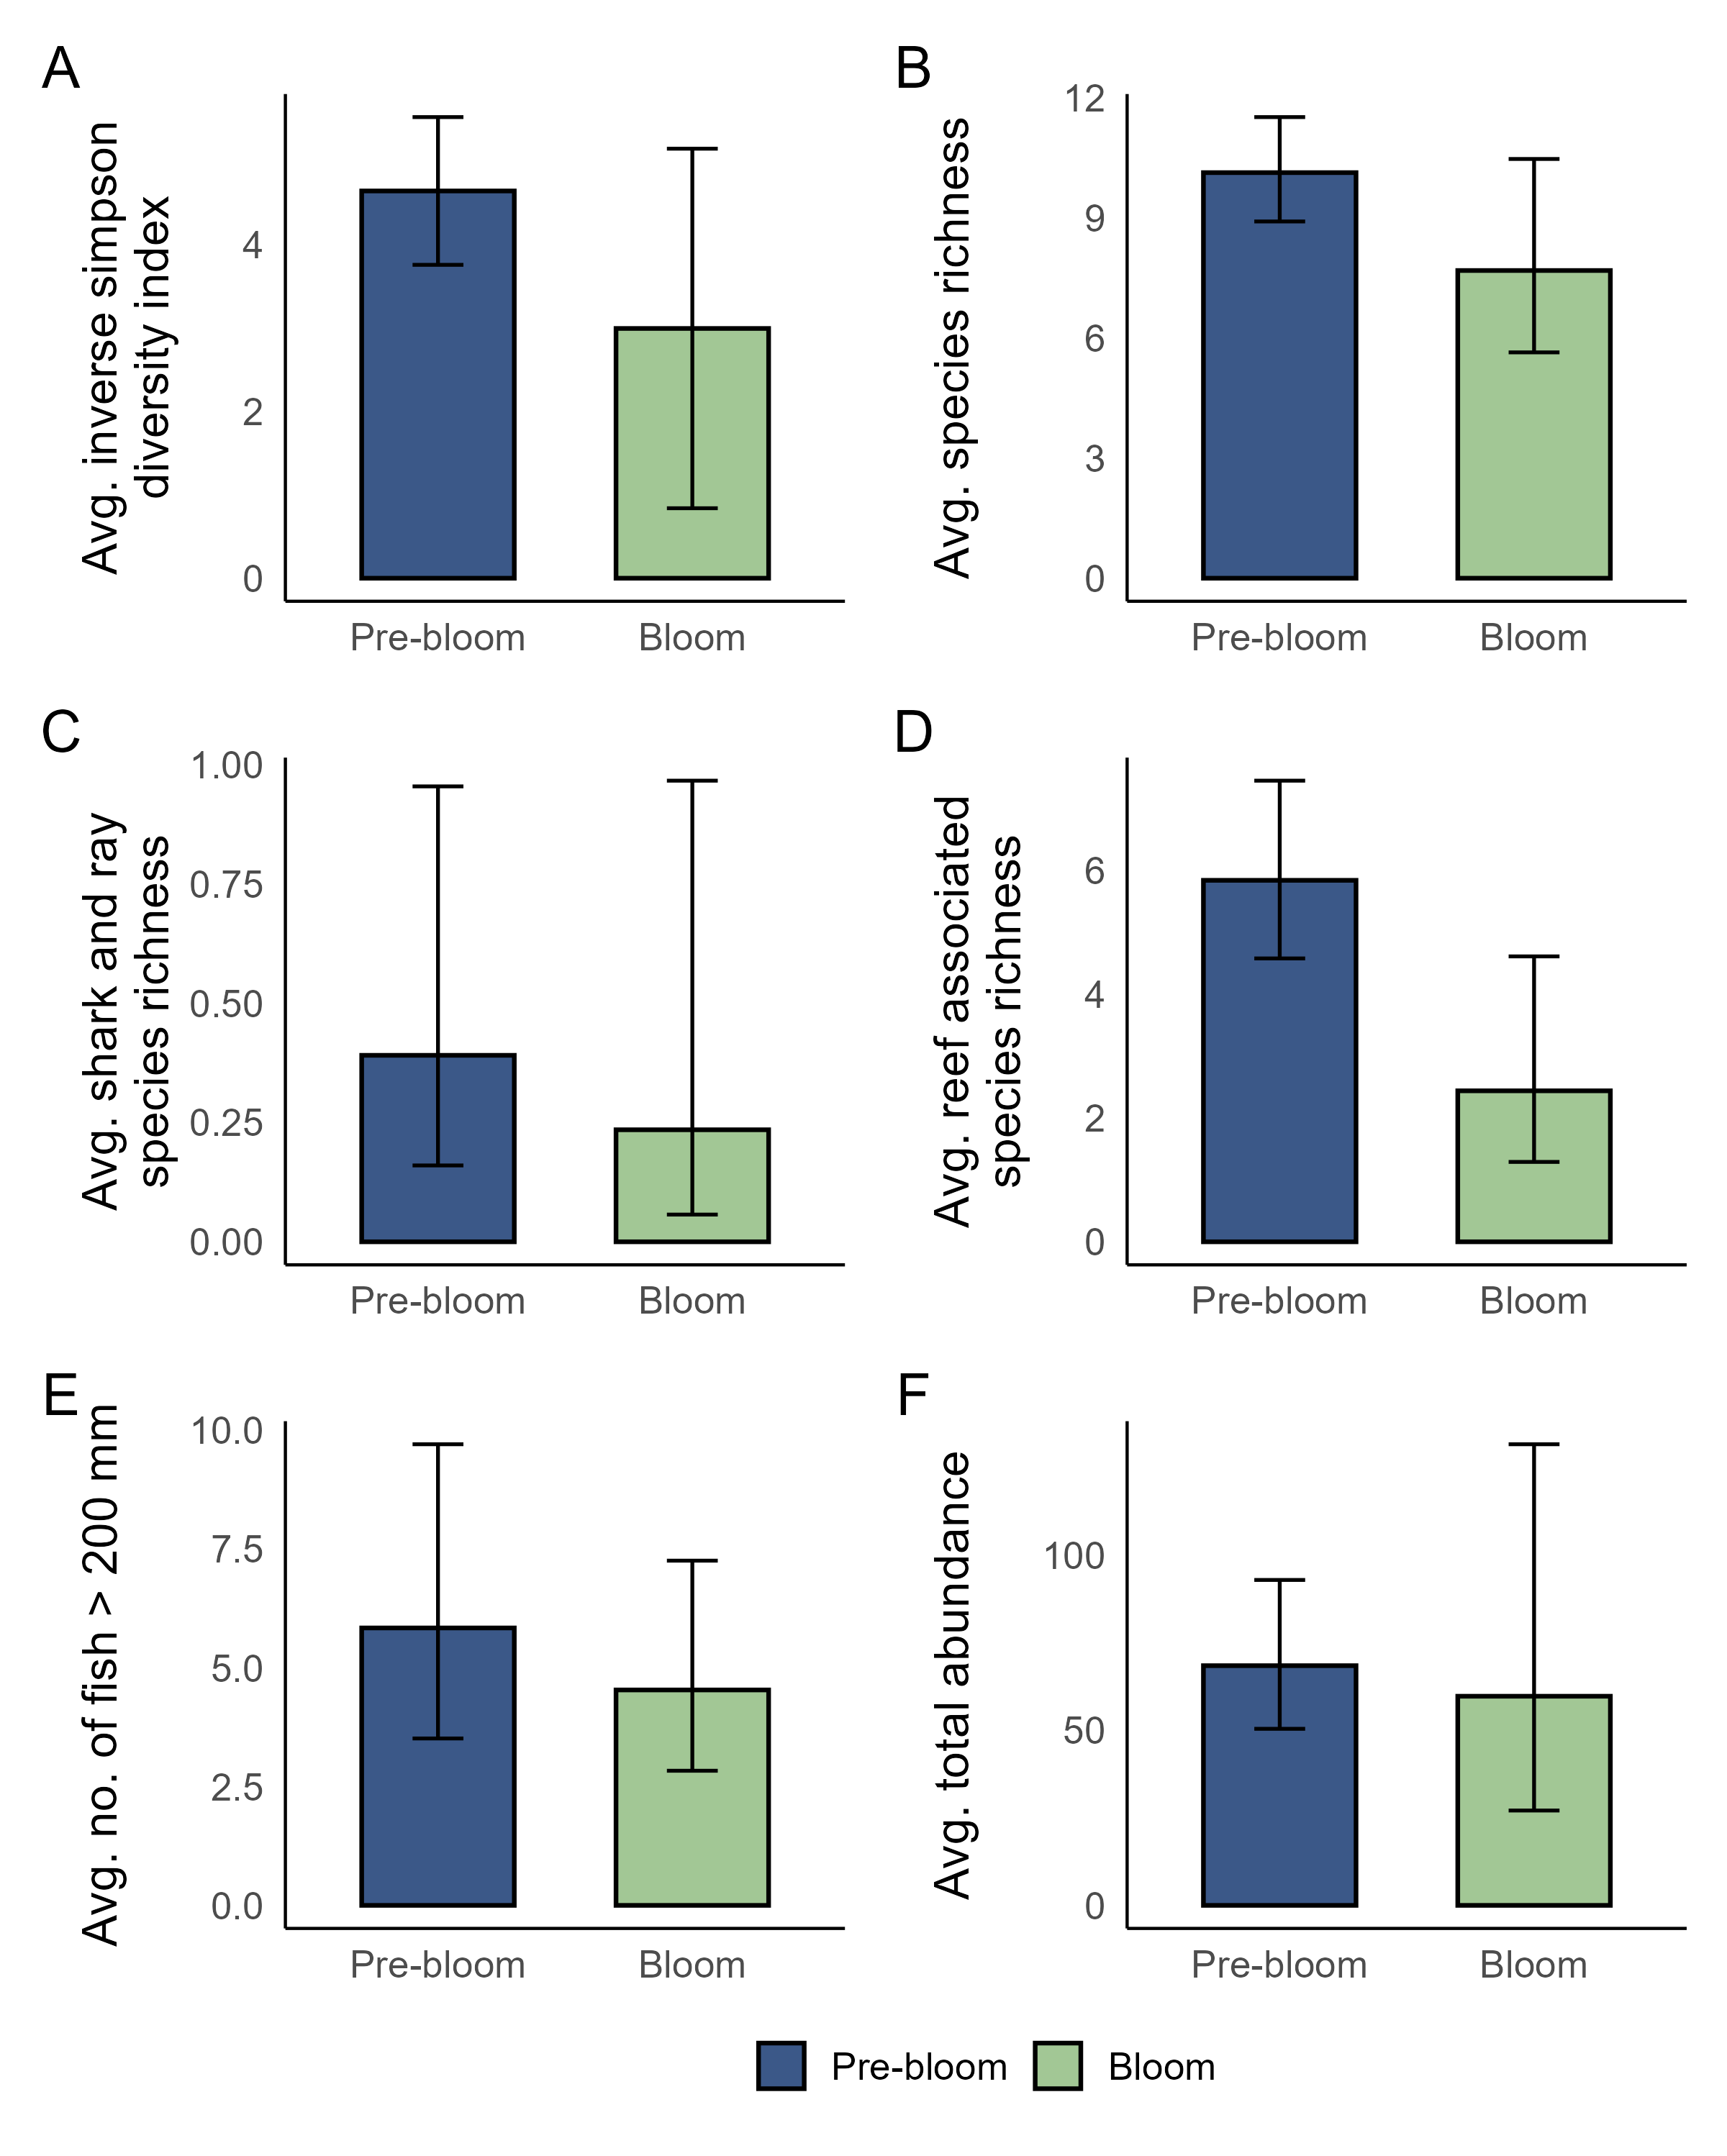 A
Avg. inverse simpson
diversity index
4
2
0
Pre-bloom
Bloom
B
Avg. species richness
12
9
6
3
0
Pre-bloom
Bloom
C
Avg. shark and ray
species richness
1.00
0.75
0.50
0.25
0.00
Pre-bloom
Bloom
D
Avg. reef associated
species richness
6
4
2
0
Pre-bloom
Bloom
E
Avg. no. of fish > 200 mm
10.0
7.5
5.0
2.5
0.0
Pre-bloom
Bloom
F
Avg. total abundance
100
50
0
Pre-bloom
Bloom
Pre-bloom
Bloom